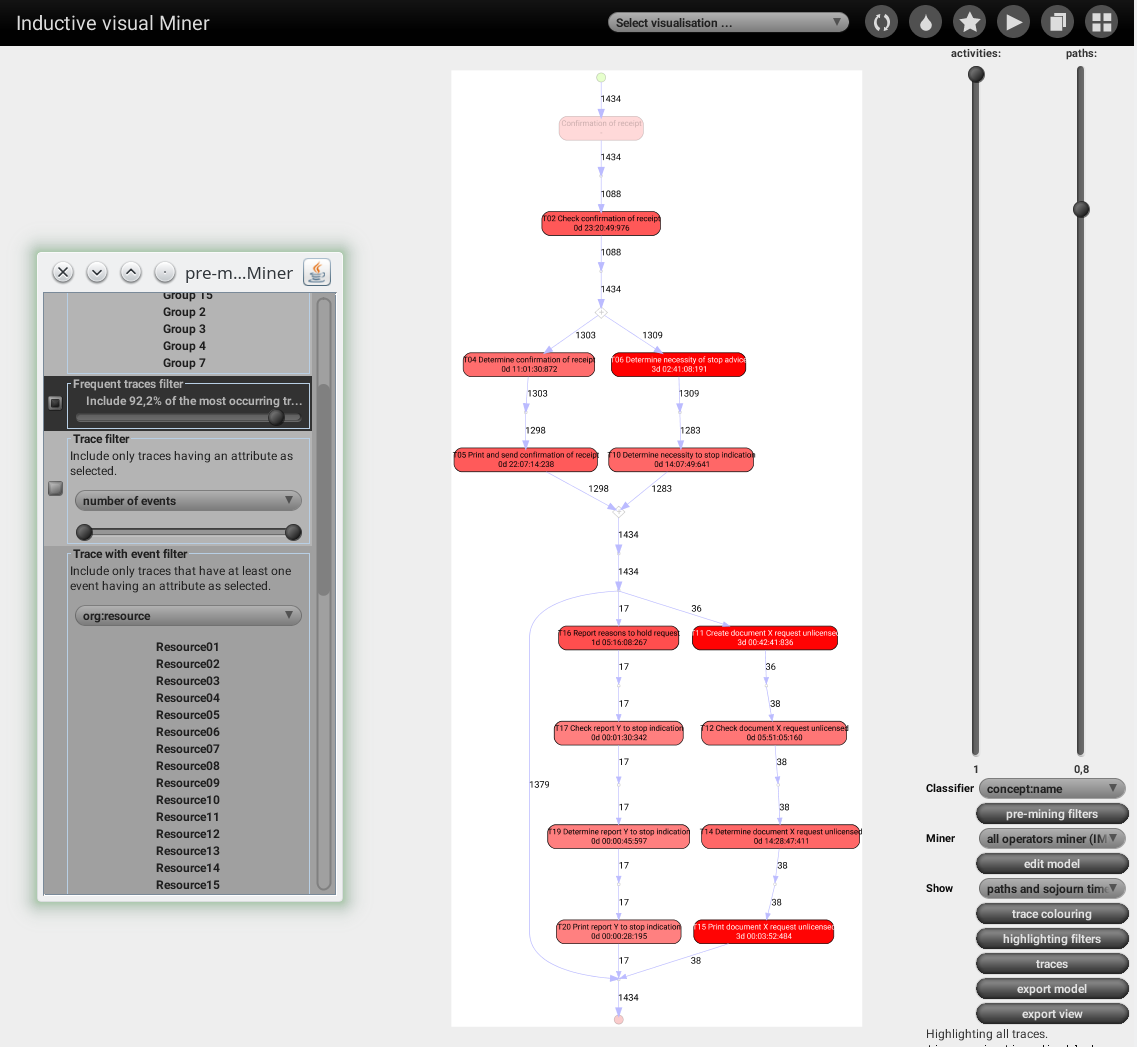 Inductive visual Miner
Select visualisation ...
activities:
paths:
pre-m...Miner
Group 15
Group 2
Group 3
Group 4
Group 7
Frequent traces filter
Include 92,2% of the most occurring tr...
Trace filter
Include only traces having an attribute as
selected.
number of events
Trace with event filter
Include only traces that have at least one
event having an attribute as selected.
org:resource
Resource01
Resource02
Resource03
Resource04
Resource05
Resource06
Resource07
Resource08
Resource09
Resource10
Resource11
Resource12
Resource13
Resource14
Resource15
1434
Confirmation of receipt
1434
1088
T02 Check confirmation of receipt
0d 23:20:49:976
1088
1434
1303
1309
T04 Determine confirmation of receipt
0d 11:01:30:872
T06 Determine necessity of stop advice
3d 02:41:08:191
1303
1309
1298
1283
T05 Print and send confirmation of receipt
0d 22:07:14:238
T10 Determine necessity to stop indication
0d 14:07:49:641
1298
1283
1434
1434
17
36
T16 Report reasons to hold request
1d 05:16:08:267
T11 Create document X request unlicensed
3d 00:42:41:836
17
36
17
38
T17 Check report Y to stop indication
0d 00:01:30:342
T12 Check document X request unlicensed
0d 05:51:05:160
17
38
1379
17
38
T19 Determine report Y to stop indication
0d 00:00:45:597
T14 Determine document X request unlicensed
0d 14:28:47:411
17
38
17
38
T20 Print report Y to stop indication
0d 00:00:28:195
T15 Print document X request unlicensed
3d 00:03:52:484
17
38
1434
1
0,8
Classifier
concept:name
pre-mining filters
Miner
all operators miner (IM
edit model
Show
paths and sojourn time
trace colouring
highlighting filters
traces
export model
export view
Highlighting all traces.